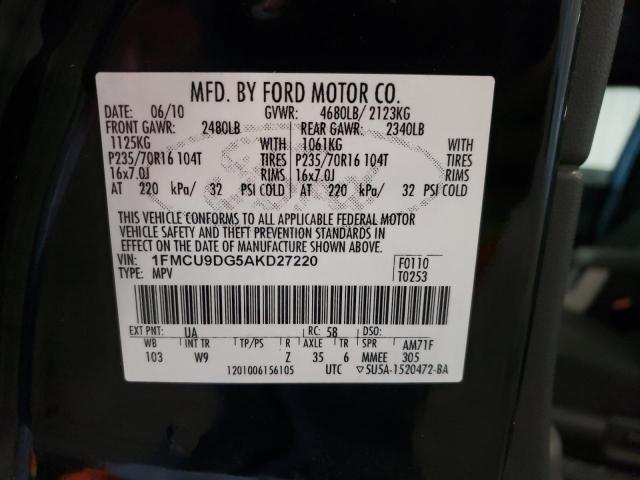 MFD. BY FORD MOTOR CO.
DATE: 06/10 GVWR: 4680LB/ 2123KG
FRONT GAWR: 2480LB REAR GAWR: 2340LB
1125KG WITH 1061KG WITH
P235/70R16 104T TIRES P235/70R16 104T TIRES
16x7.0J RIMS 16x7.0J RIMS
AT 220 kPa/ 32 PSI COLD AT 220 kPa/ 32 PSI COLD
THIS VEHICLE CONFORMS TO ALL APPLICABLE FEDERAL MOTOR
VEHICLE SAFETY AND THEFT PREVENTION STANDARDS IN
EFFECT ON THE DATE OF MANUFACTURE SHOWN ABOVE.
VIN: 1FMCU9DG5AKD27220 F0110
TYPE: MPV T0253
EXT PNT: UA RC: 58 DSO:
WB INT TR TP/PS R AXLE TR SPR AM71F
103 W9 Z 35 6 MMEE 305
1201006156105 UTC ▽5U5A-1520472-BA